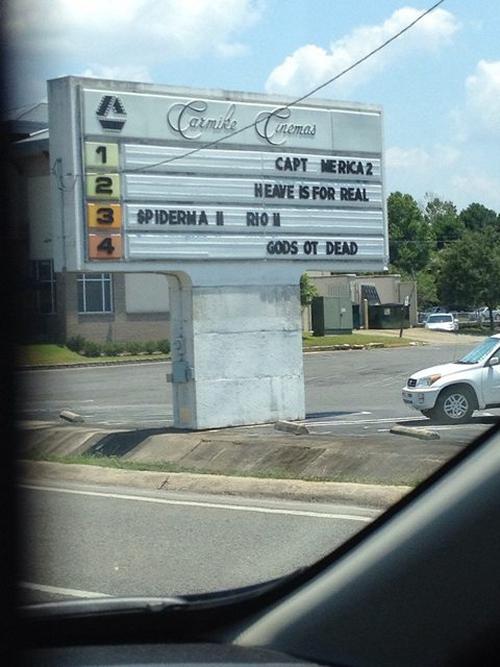 Carmike Cinemas
1 CAPT MERICA 2
2 HEAVE IS FOR REAL
3 SPIDERMA II RIO II
4 GODS OT DEAD